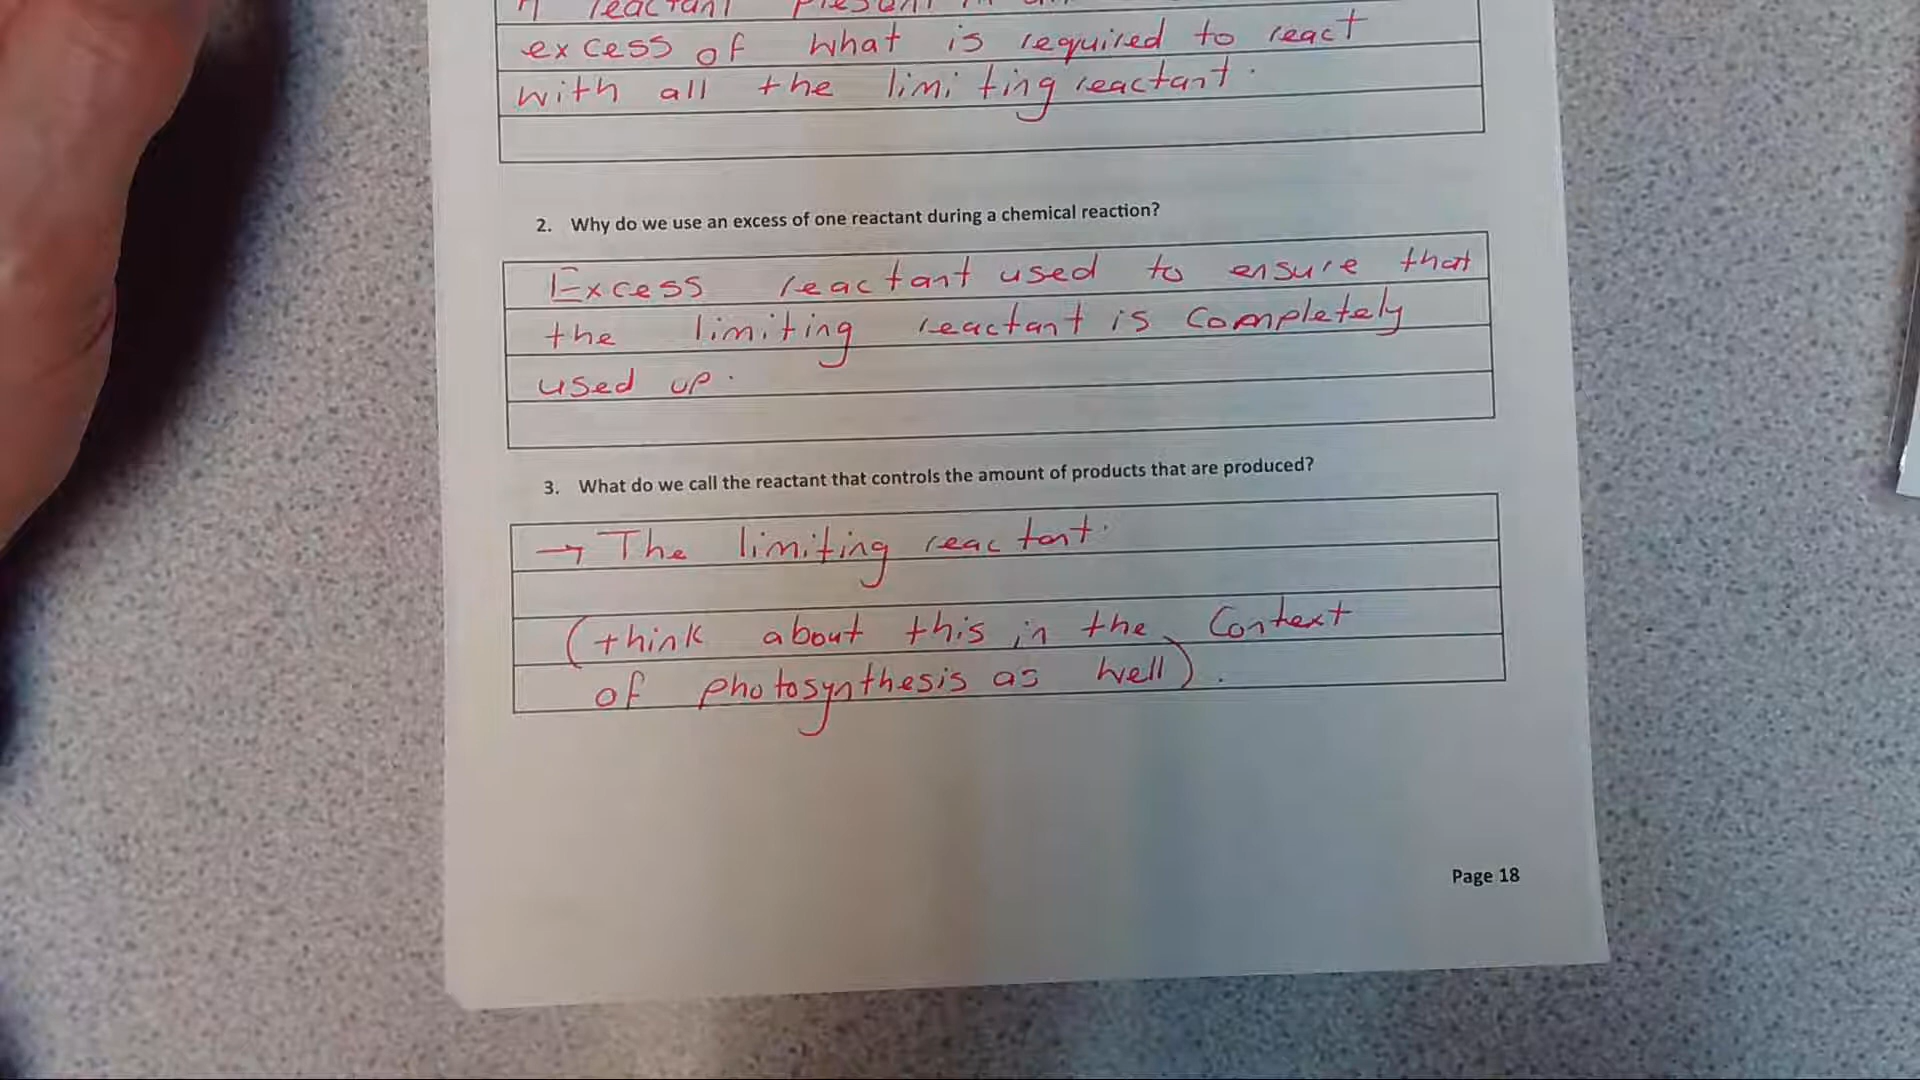 reactant present in
excess of what is required to react
with all the limiting reactant.
2. Why do we use an excess of one reactant during a chemical reaction?
Excess reactant used to ensure that
the limiting reactant is completely
used up.
3. What do we call the reactant that controls the amount of products that are produced?
→ The limiting reactant.
(think about this in the context
of photosynthesis as well).
Page 18